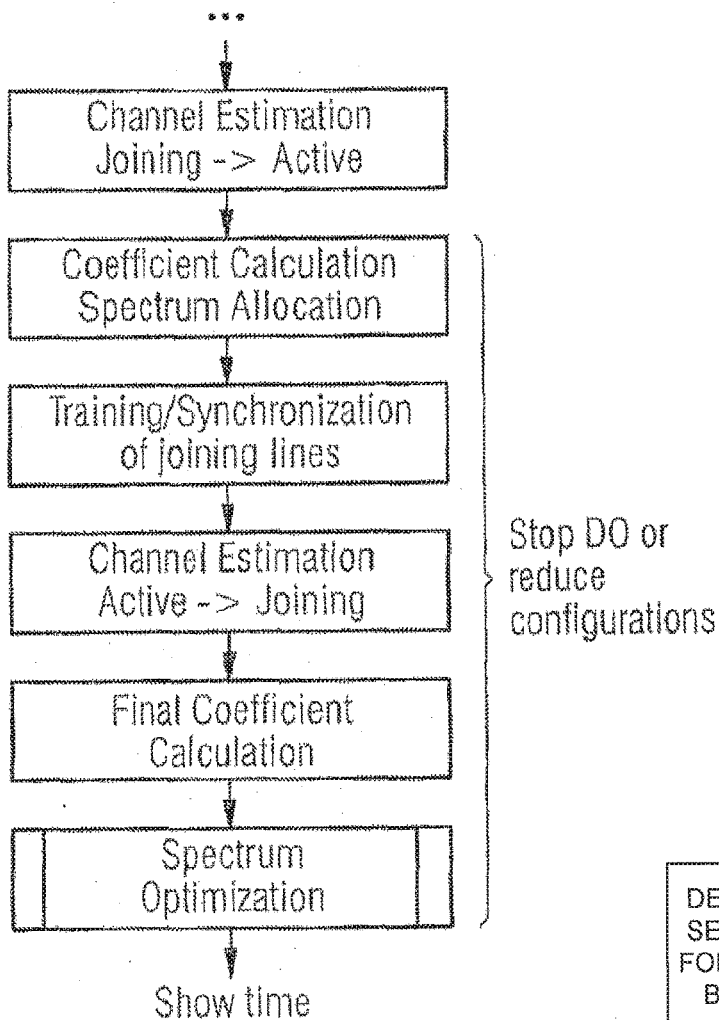 ...
Channel Estimation
Joining -> Active
Coefficient Calculation
Spectrum Allocation
Training/Synchronization
of joining lines
Channel Estimation
Active -> Joining
Final Coefficient
Calculation
Spectrum
Optimization
Show time
Stop DO or
reduce
configurations